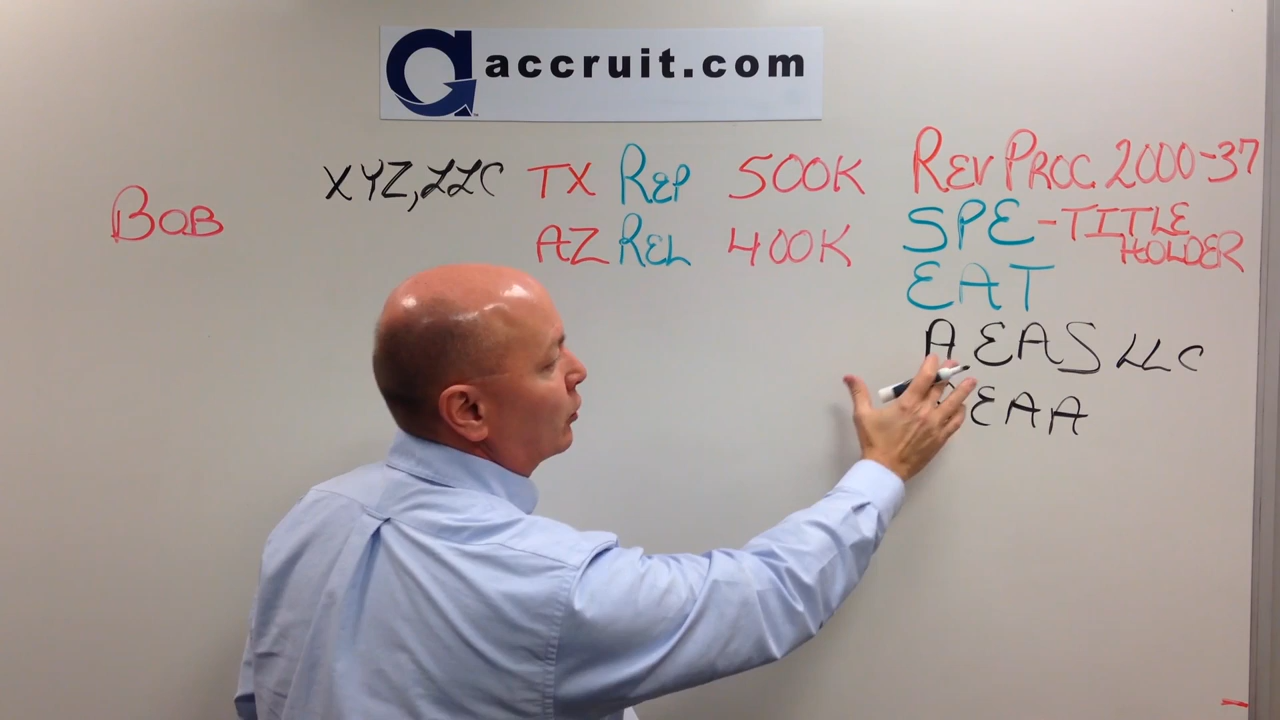 accruit.com
BOB
XYZ, LLC TX REP 500K
AZ REL 400K
REV PROC 2000-37
SPE - TITLE HOLDER
EAT
AEAS LLC
EAA